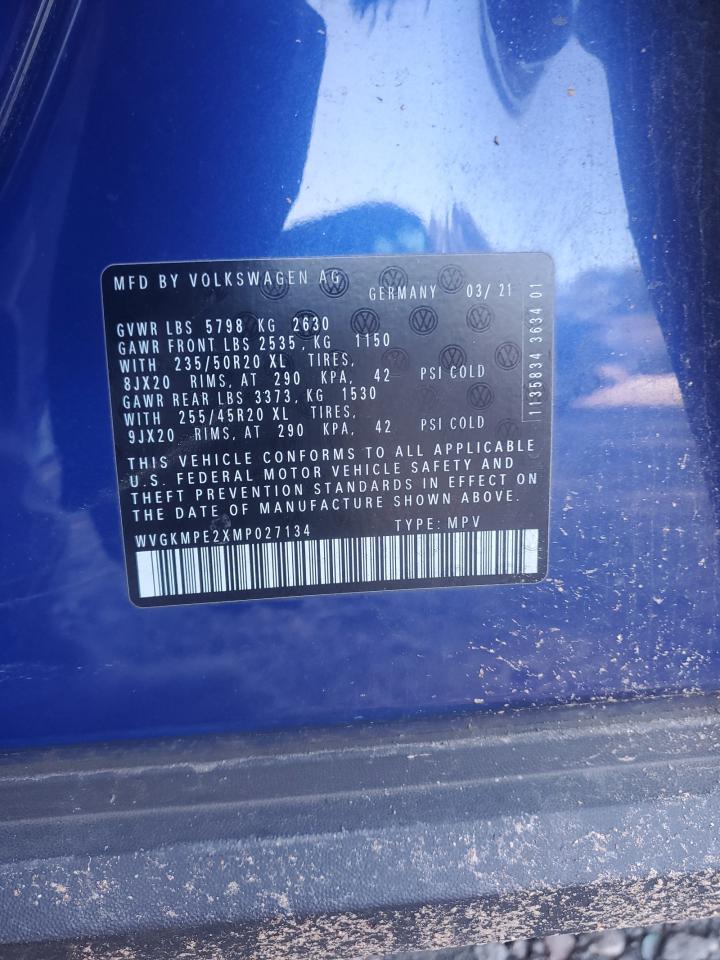 MFD BY VOLKSWAGEN AG
GERMANY 03/ 21
GVWR LBS 5798 KG 2630
GAWR FRONT LBS 2535, KG 1150
WITH 235/50R20 XL TIRES,
8JX20 RIMS, AT 290 KPA, 42 PSI COLD
GAWR REAR LBS 3373, KG 1530
WITH 255/45R20 XL TIRES,
9JX20 RIMS, AT 290 KPA, 42 PSI COLD
THIS VEHICLE CONFORMS TO ALL APPLICABLE
U.S. FEDERAL MOTOR VEHICLE SAFETY AND
THEFT PREVENTION STANDARDS IN EFFECT ON
THE DATE OF MANUFACTURE SHOWN ABOVE.
WVGKMPE2XMP027134 TYPE: MPV
1135834 3634 01